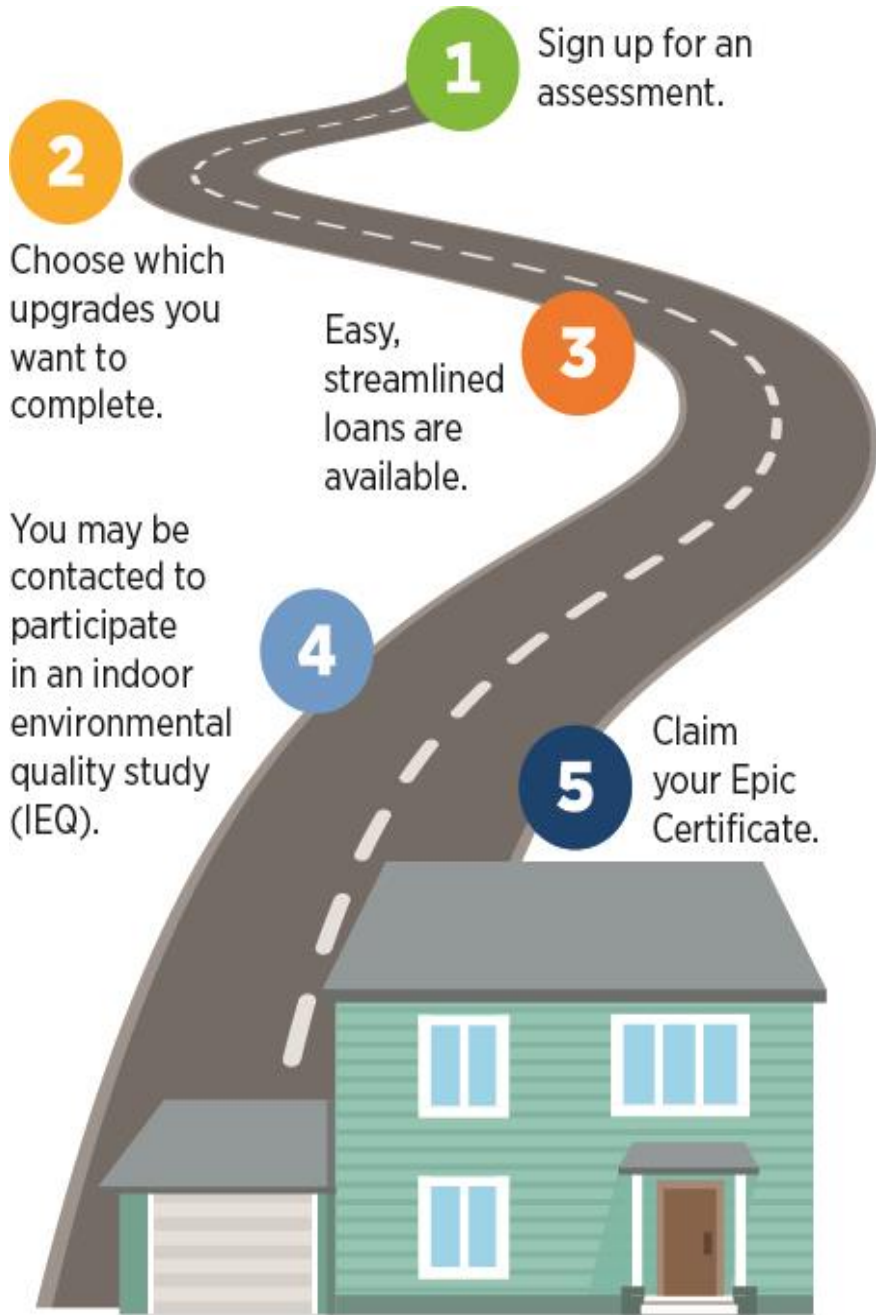 1
Sign up for an
assessment.
2
Choose which
upgrades you
want to
complete.
3
Easy,
streamlined
loans are
available.
4
You may be
contacted to
participate
in an indoor
environmental
quality study
(IEQ).
5
Claim
your Epic
Certificate.